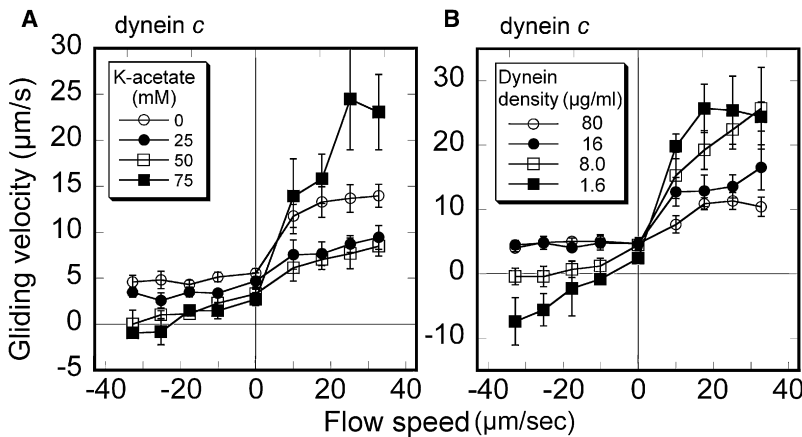 A dynein c
B dynein c
Gliding velocity (µm/s)
30
25
20
15
10
5
0
-5
K-acetate
(mM)
0
25
50
75
-40 -20 0 20 40
30
20
10
0
-10
Dynein
density (µg/ml)
80
16
8.0
1.6
-40 -20 0 20 40
Flow speed (µm/sec)